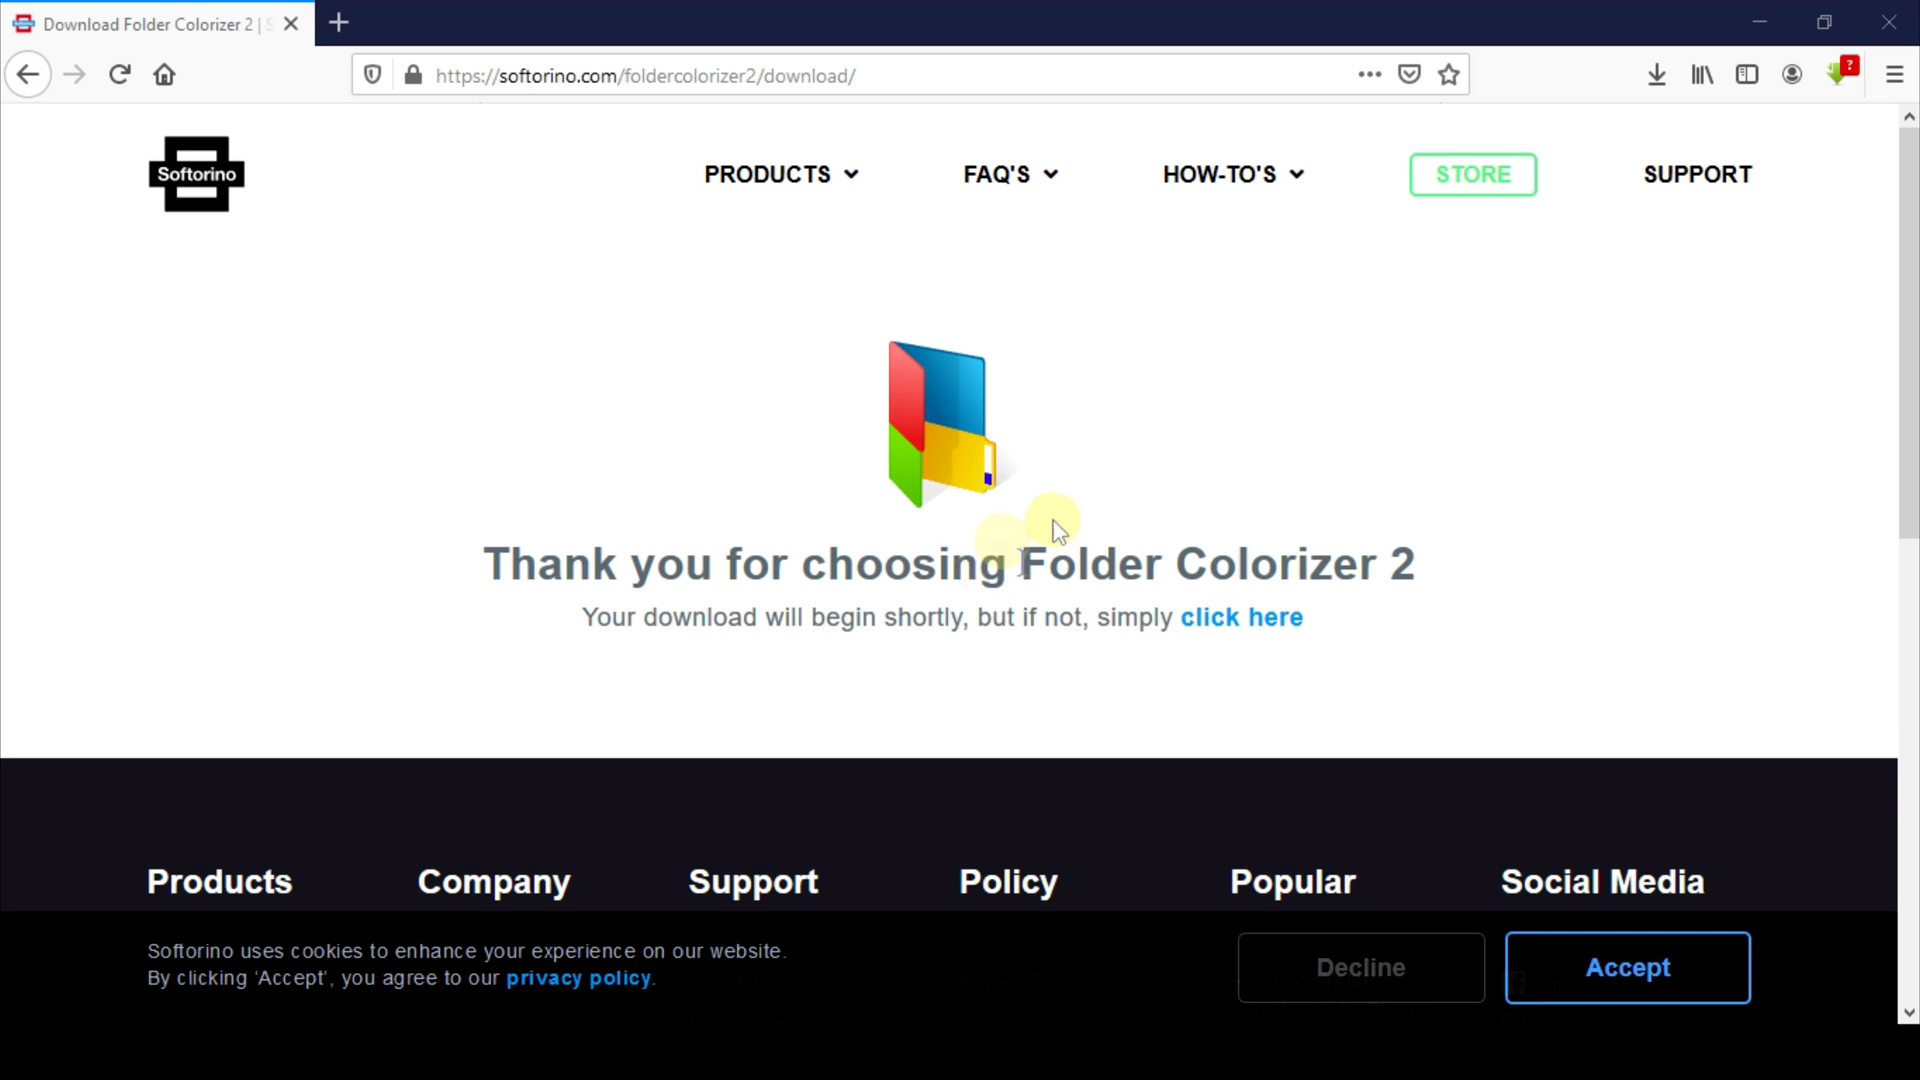 Download Folder Colorizer 2 | S
https://softorino.com/foldercolorizer2/download/
?
Softorino
PRODUCTS
FAQ'S
HOW-TO'S
STORE
SUPPORT
Thank you for choosing Folder Colorizer 2
Your download will begin shortly, but if not, simply click here
Products
Company
Support
Policy
Popular
Social Media
Softorino uses cookies to enhance your experience on our website.
By clicking ‘Accept’, you agree to our privacy policy.
Decline
Accept